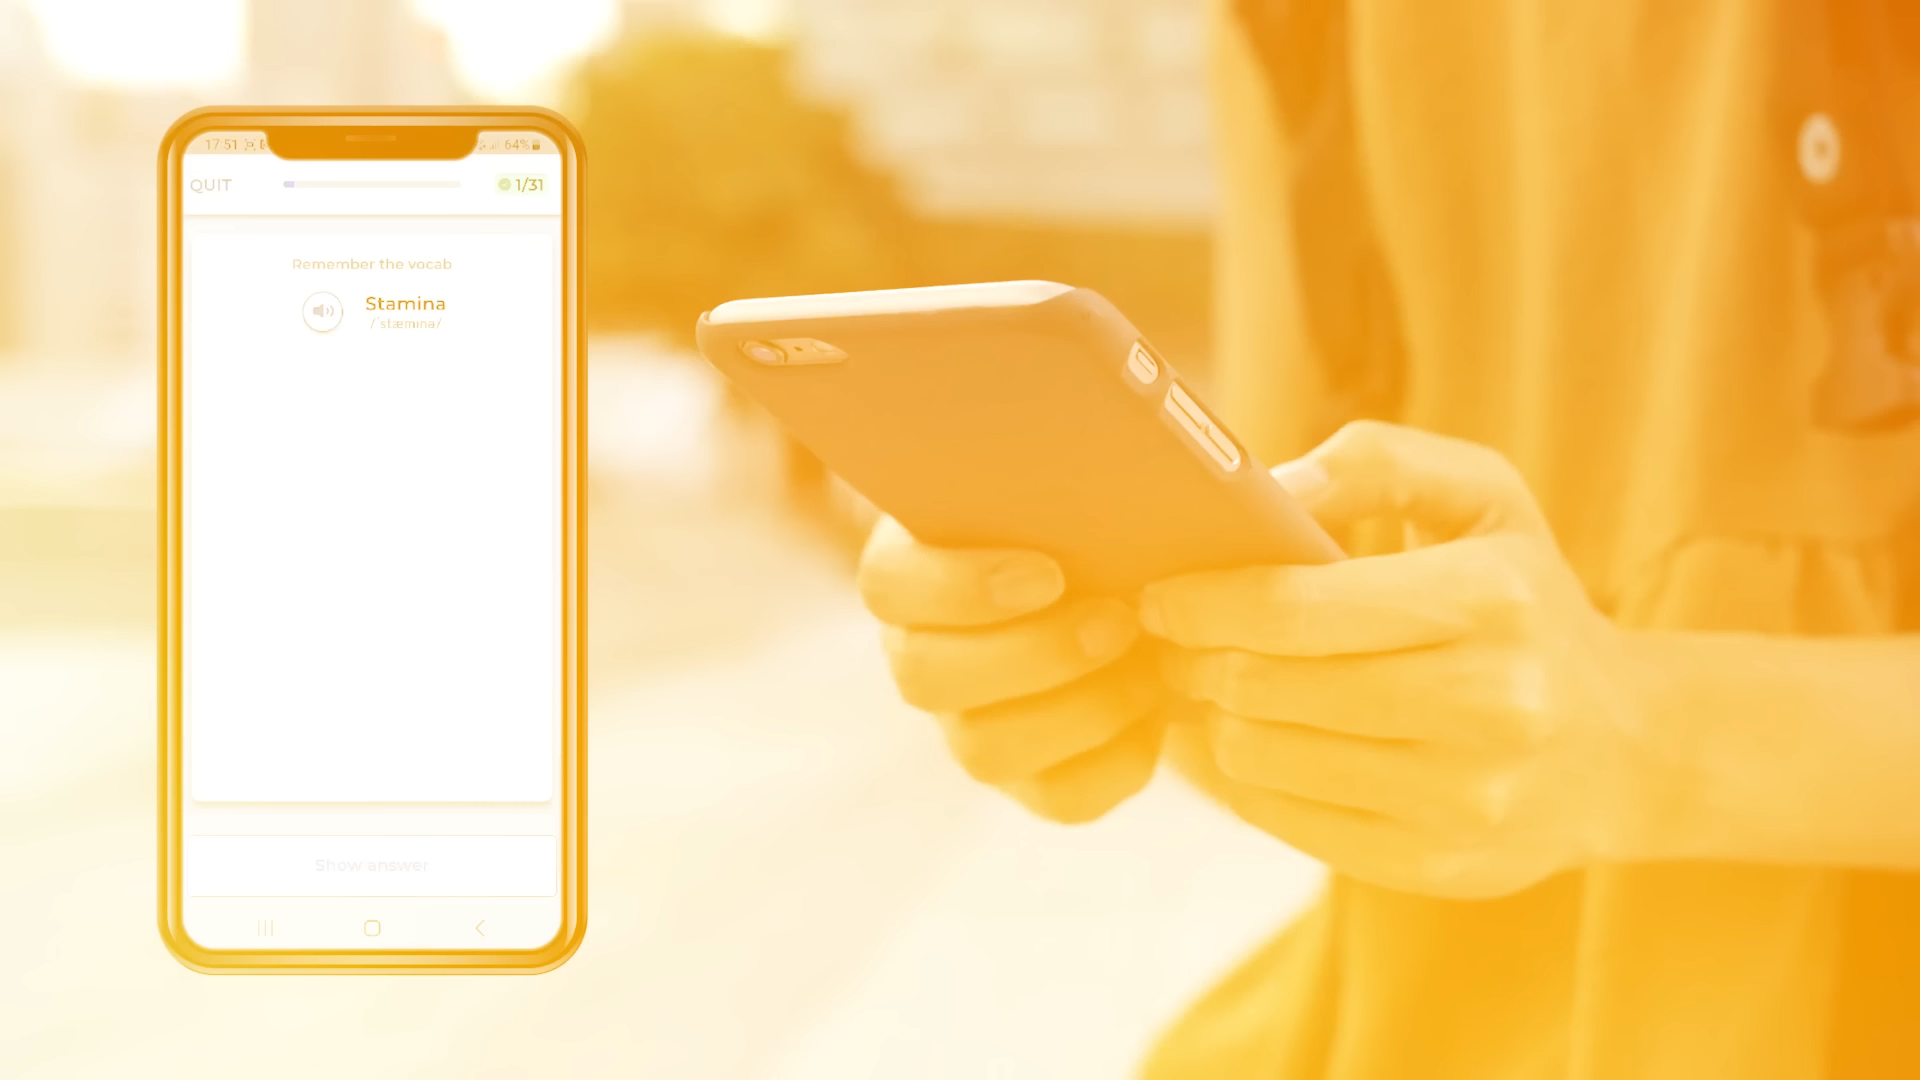 17:51 64%
QUIT 1/31
Remember the vocab
Stamina
/ˈstæmɪnə/
Show answer